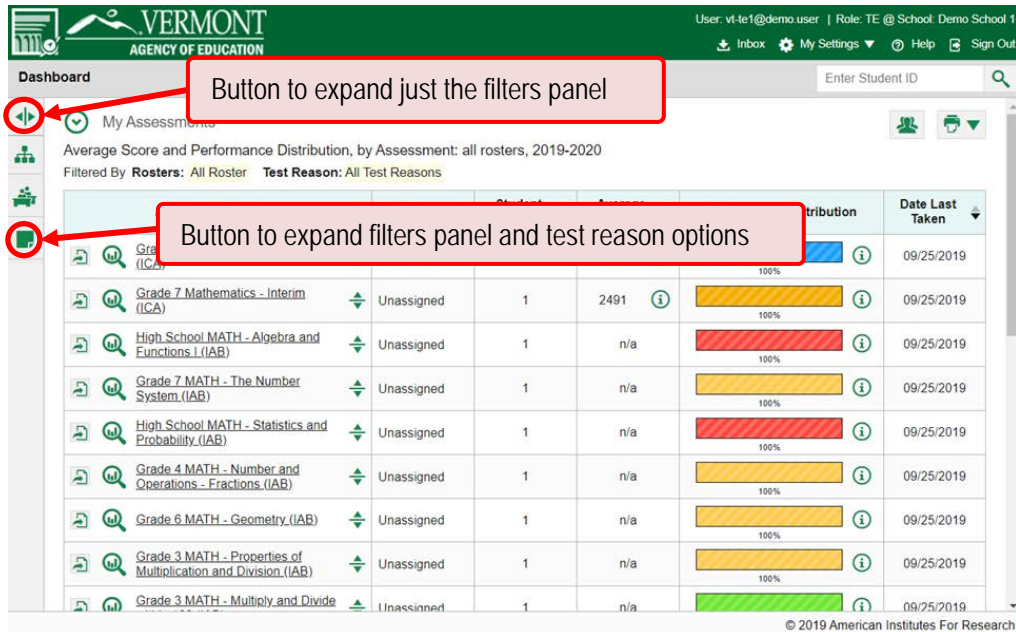 VERMONT
AGENCY OF EDUCATION
User: vt-te1@demo.user | Role: TE @ School: Demo School 1
Inbox My Settings ▼ Help Sign Out
Dashboard
Enter Student ID
Button to expand just the filters panel
My Assessments
Average Score and Performance Distribution, by Assessment: all rosters, 2019-2020
Filtered By Rosters: All Roster Test Reason: All Test Reasons
Student Average
Date Last
Taken
Button to expand filters panel and test reason options
(ICA)
100%
09/25/2019
Grade 7 Mathematics - Interim
(ICA)
Unassigned 1 2491 100% 09/25/2019
High School MATH - Algebra and
Functions I (IAB)
Unassigned 1 n/a 100% 09/25/2019
Grade 7 MATH - The Number
System (IAB)
Unassigned 1 n/a 100% 09/25/2019
High School MATH - Statistics and
Probability (IAB)
Unassigned 1 n/a 100% 09/25/2019
Grade 4 MATH - Number and
Operations - Fractions (IAB)
Unassigned 1 n/a 100% 09/25/2019
Grade 6 MATH - Geometry (IAB) Unassigned 1 n/a 100% 09/25/2019
Grade 3 MATH - Properties of
Multiplication and Division (IAB)
Unassigned 1 n/a 100% 09/25/2019
Grade 3 MATH - Multiply and Divide
Unassigned 1 n/a 09/25/2019
© 2019 American Institutes For Research